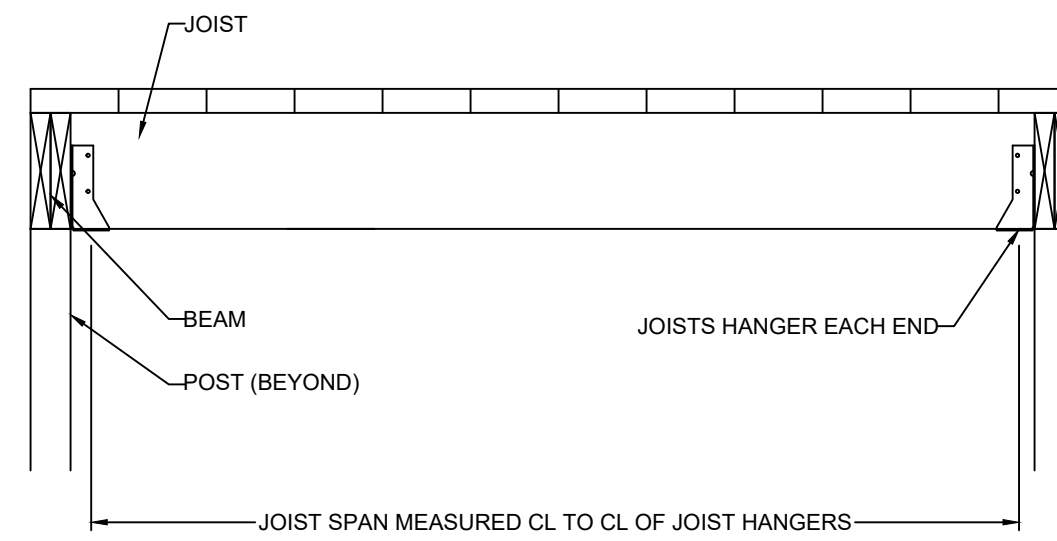 JOIST
BEAM
JOISTS HANGER EACH END
POST (BEYOND)
JOIST SPAN MEASURED CL TO CL OF JOIST HANGERS